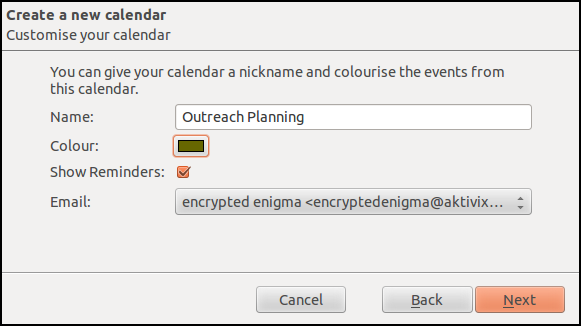 Create a new calendar
Customise your calendar
You can give your calendar a nickname and colourise the events from
this calendar.
Name: Outreach Planning
Colour:
Show Reminders:
Email: encrypted enigma <encryptedenigma@aktivix...
Cancel Back Next